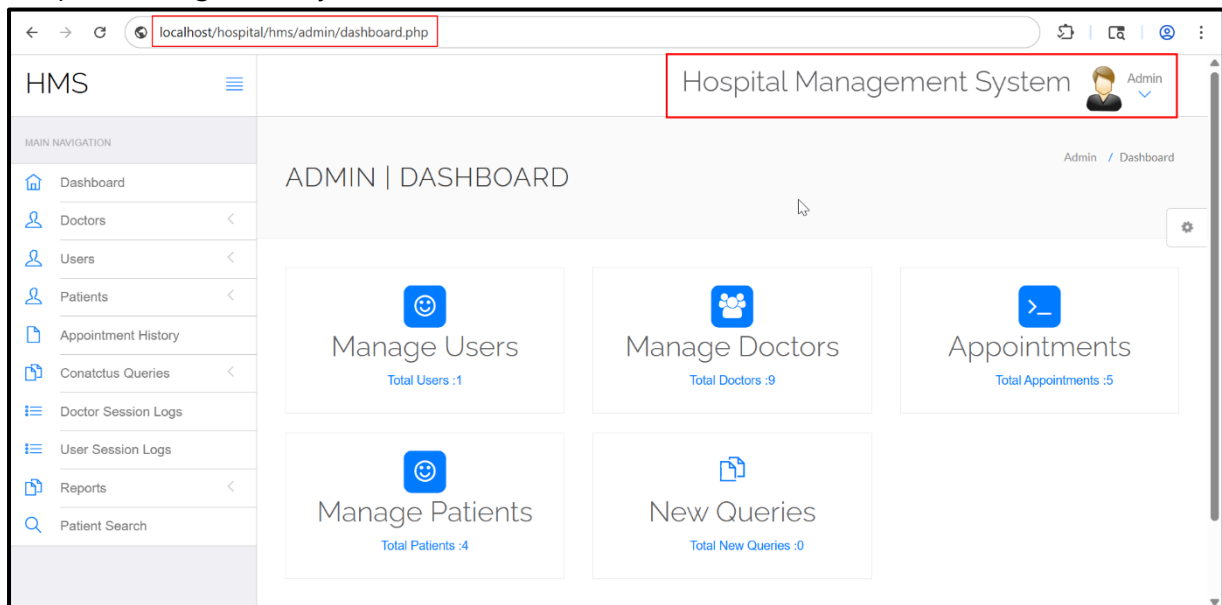 localhost/hospital/hms/admin/dashboard.php
HMS
Hospital Management System
Admin
MAIN NAVIGATION
Dashboard
Doctors
Users
Patients
Appointment History
Conatctus Queries
Doctor Session Logs
User Session Logs
Reports
Patient Search
ADMIN | DASHBOARD
Admin / Dashboard
Manage Users
Total Users :1
Manage Doctors
Total Doctors :9
Appointments
Total Appointments :5
Manage Patients
Total Patients :4
New Queries
Total New Queries :0